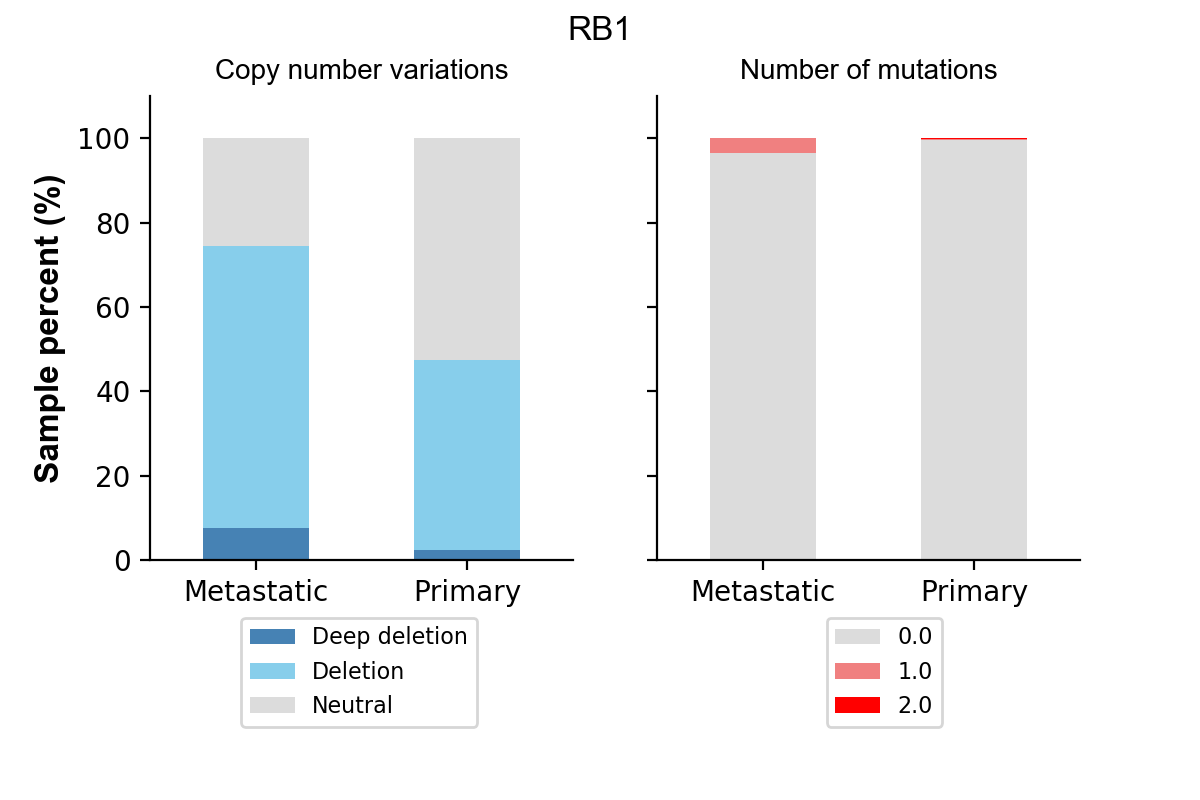 RB1
Copy number variations
Number of mutations
Sample percent (%)
100
80
60
40
20
0
Metastatic
Primary
Metastatic
Primary
Deep deletion
Deletion
Neutral
0.0
1.0
2.0